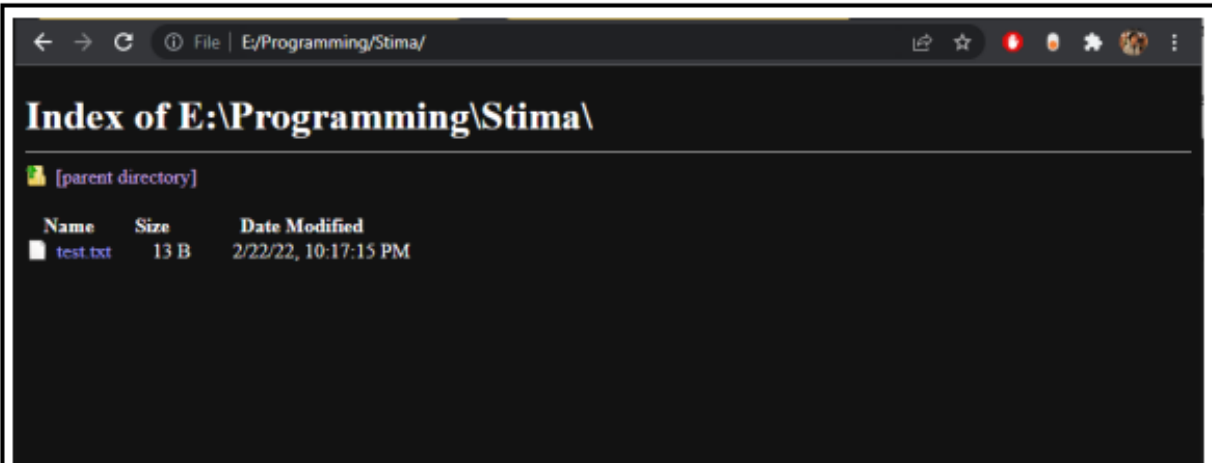 File | E:/Programming/Stima/
Index of E:\Programming\Stima\
[parent directory]
Name Size Date Modified
test.txt 13 B 2/22/22, 10:17:15 PM